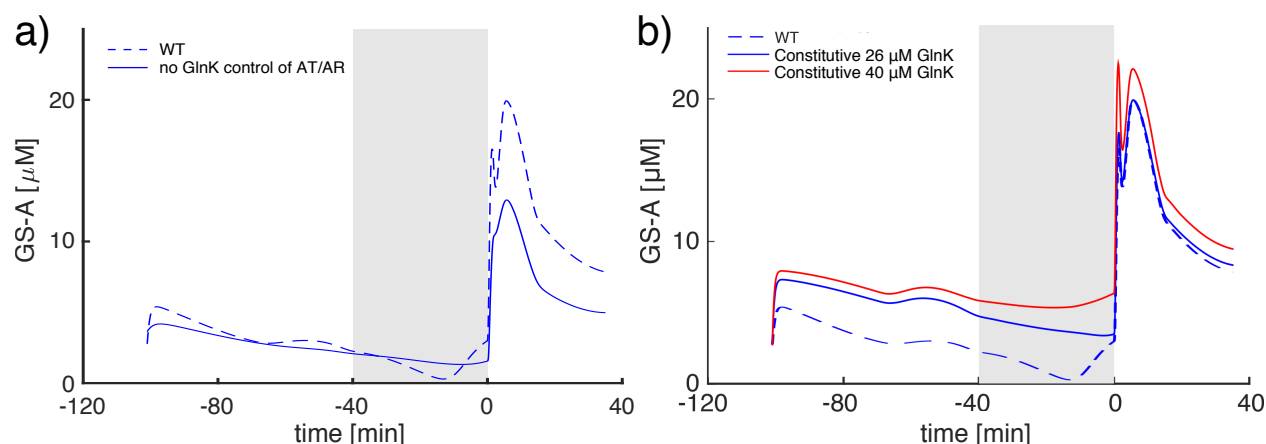 a)
WT
no GlnK control of AT/AR
GS-A [μM]
20
10
0
-120
-80
-40
0
40
time [min]
b)
WT
Constitutive 26 µM GlnK
Constitutive 40 µM GlnK
GS-A [µM]
20
10
0
-120
-80
-40
0
40
time [min]